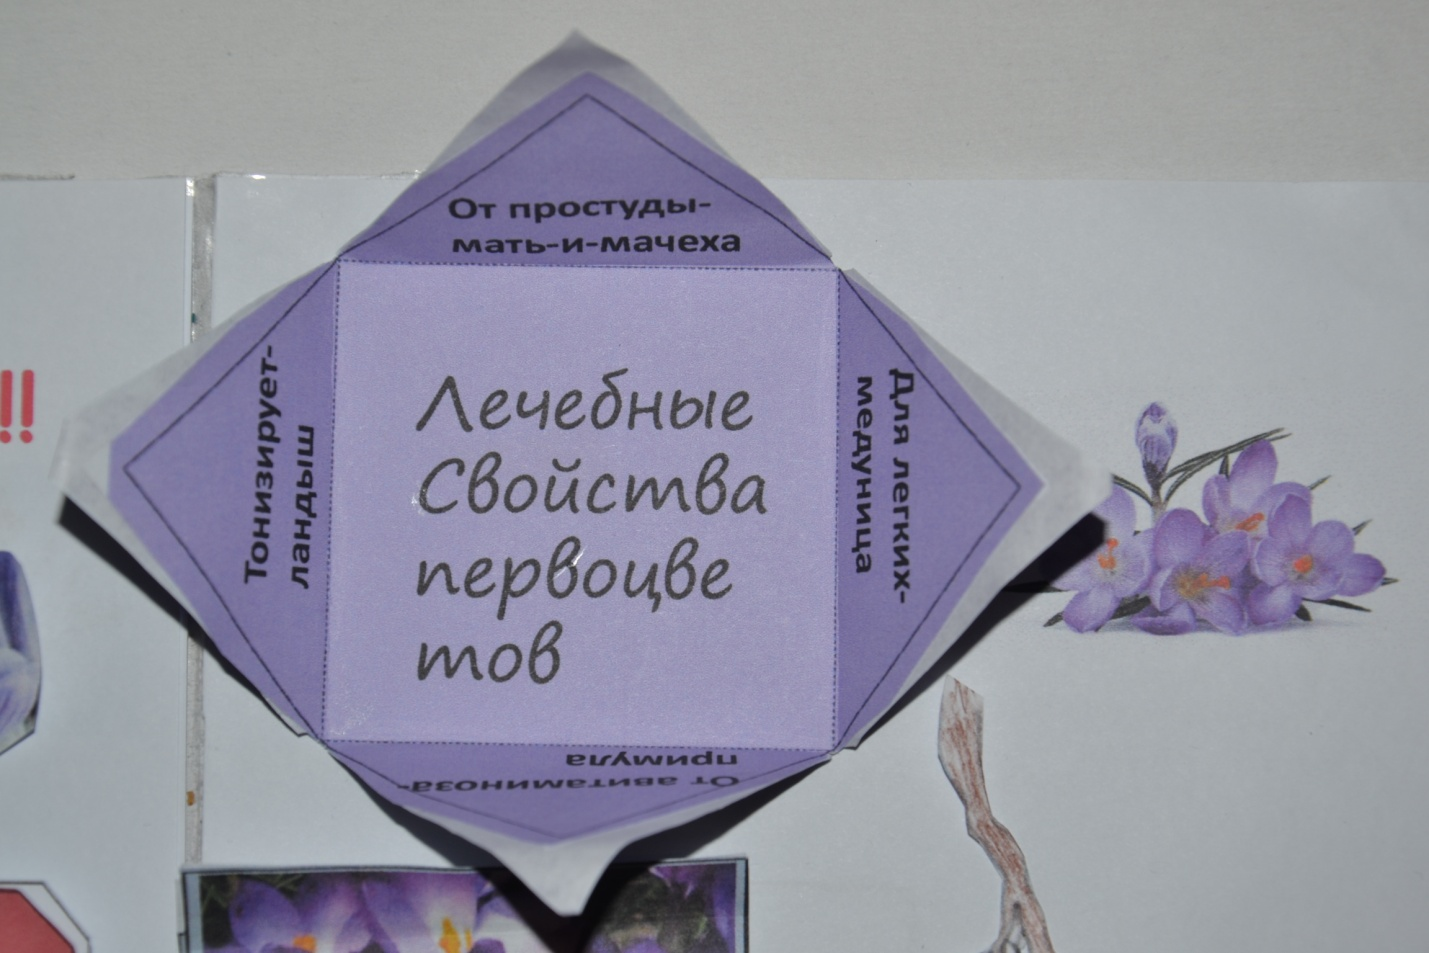 От простуды-
мать-и-мачеха
Тонизирует-
ландыш
Лечебные
Свойства
первоцве
тов
Для легких-
медуница
От авитаминоза-
примула
!!